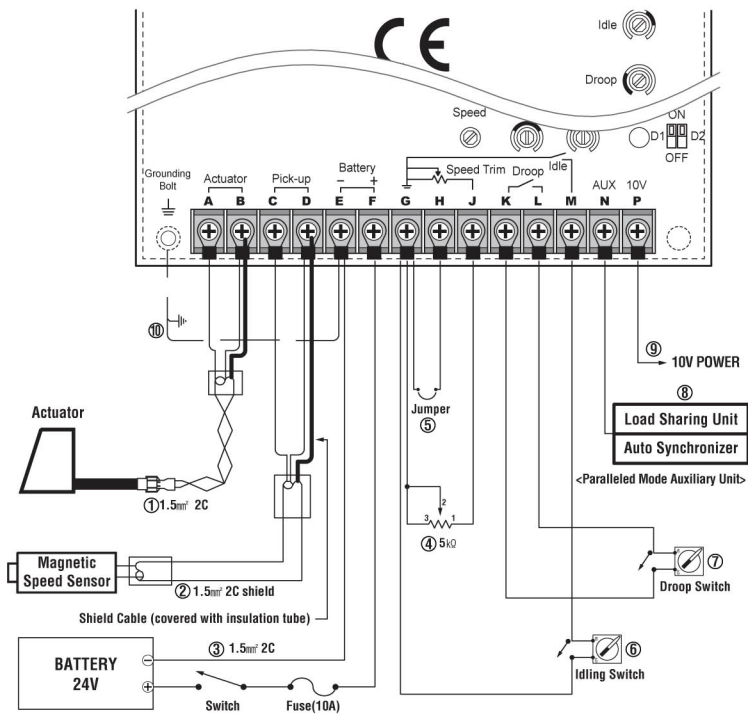 CE
Idle
Droop
Speed
ON
D1 D2
OFF
Grounding
Bolt
Actuator
Pick-up
Battery
− +
Speed Trim
Droop
Idle
AUX 10V
A B C D E F G H J K L M N P
⑩
⑨
10V POWER
⑧
Load Sharing Unit
Auto Synchronizer
<Paralleled Mode Auxiliary Unit>
Jumper
⑤
Actuator
①1.5㎟ 2C
2
3 1
④ 5㏀
⑦
Droop Switch
Magnetic
Speed Sensor
② 1.5㎟ 2C shield
Shield Cable (covered with insulation tube)
③ 1.5㎟ 2C
⑥
Idling Switch
BATTERY
24V
−
+
Switch
Fuse(10A)